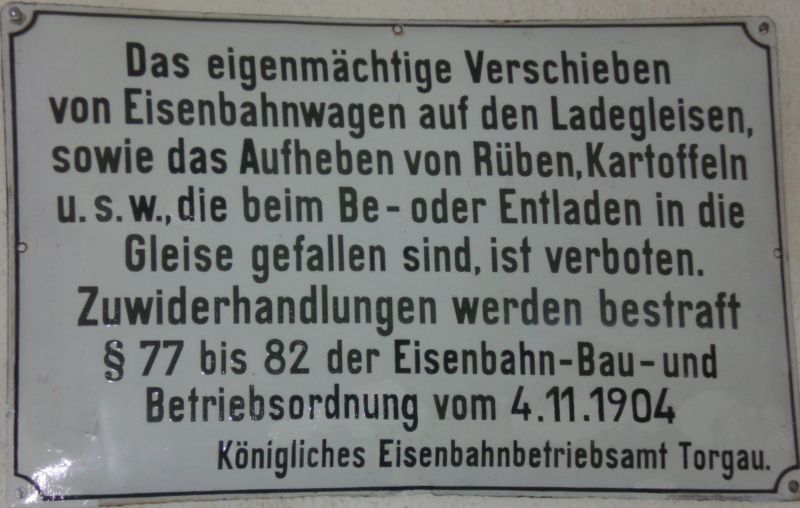 Das eigenmächtige Verschieben
von Eisenbahnwagen auf den Ladegleisen,
sowie das Aufheben von Rüben, Kartoffeln
u. s. w., die beim Be- oder Entladen in die
Gleise gefallen sind, ist verboten.
Zuwiderhandlungen werden bestraft
§ 77 bis 82 der Eisenbahn-Bau- und
Betriebsordnung vom 4.11.1904
Königliches Eisenbahnbetriebsamt Torgau.